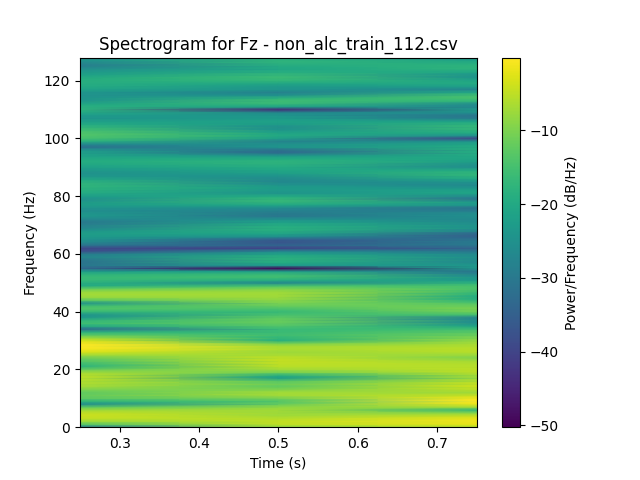 Spectrogram for Fz - non_alc_train_112.csv
120
100
80
60
40
20
0
Frequency (Hz)
0.3 0.4 0.5 0.6 0.7
Time (s)
−10
−20
−30
−40
−50
Power/Frequency (dB/Hz)